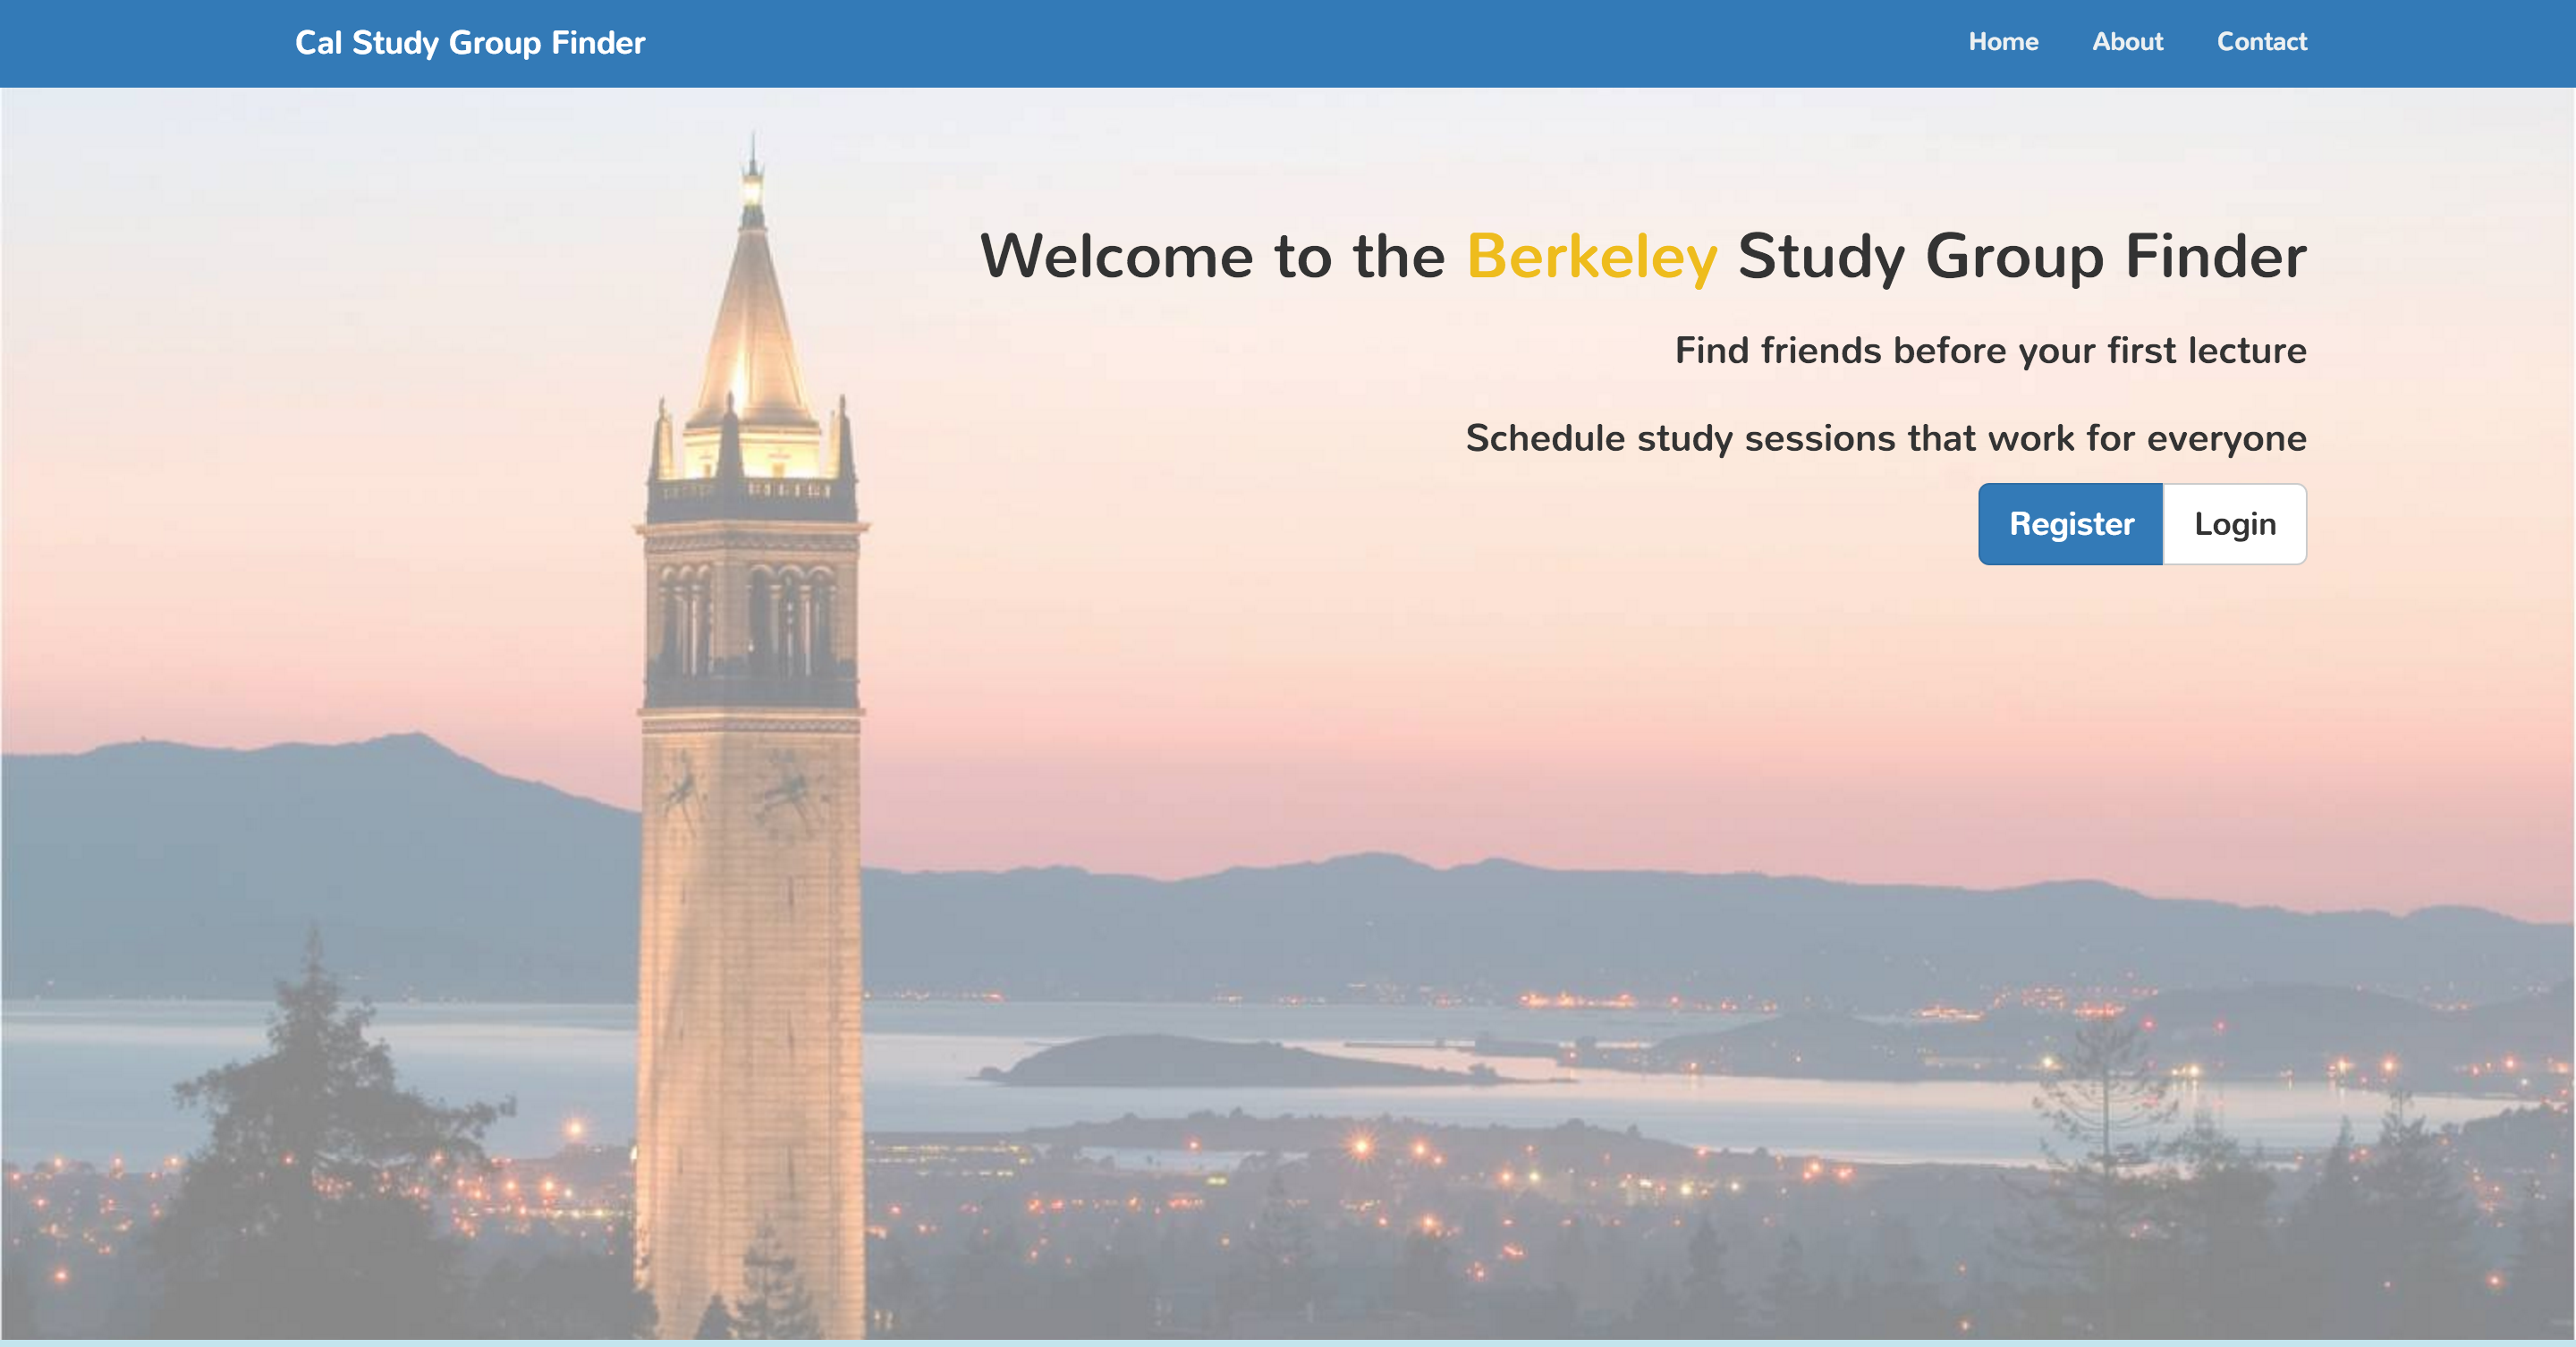 Cal Study Group Finder
Home About Contact
Welcome to the Berkeley Study Group Finder
Find friends before your first lecture
Schedule study sessions that work for everyone
Register Login